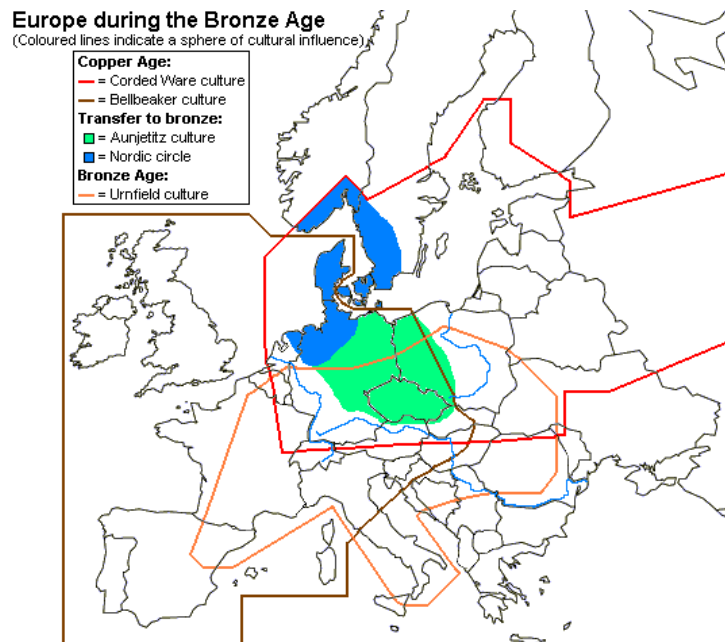 Europe during the Bronze Age
(Coloured lines indicate a sphere of cultural influence)
Copper Age:
= Corded Ware culture
= Bellbeaker culture
Transfer to bronze:
= Aunjetitz culture
= Nordic circle
Bronze Age:
= Urnfield culture